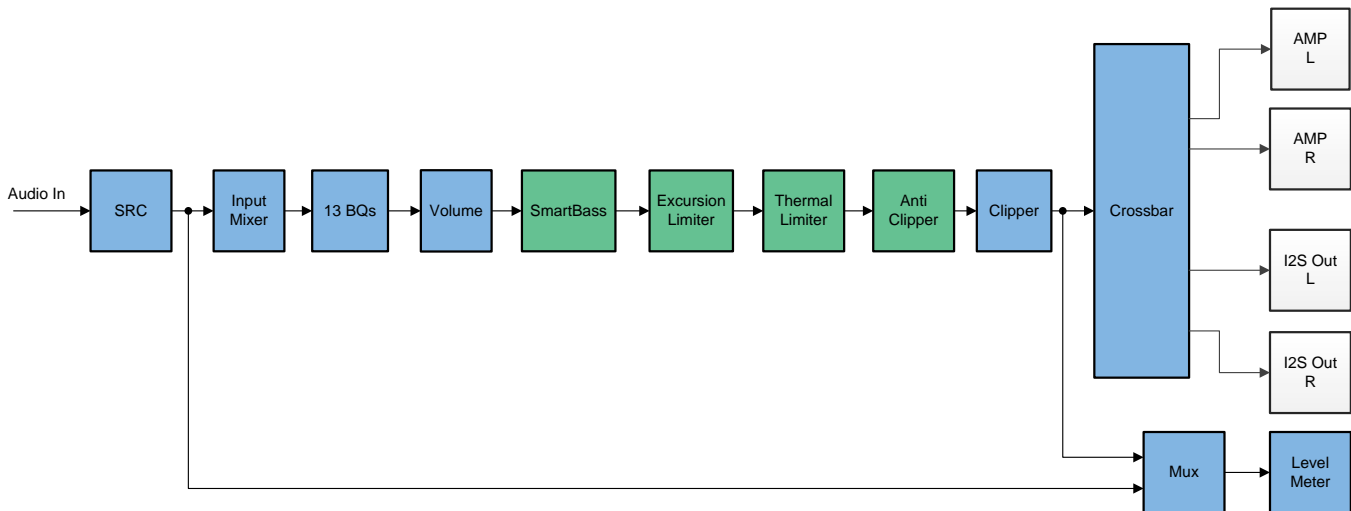 Audio In
SRC
Input
Mixer
13 BQs
Volume
SmartBass
Excursion
Limiter
Thermal
Limiter
Anti
Clipper
Clipper
Crossbar
AMP
L
AMP
R
I2S Out
L
I2S Out
R
Mux
Level
Meter